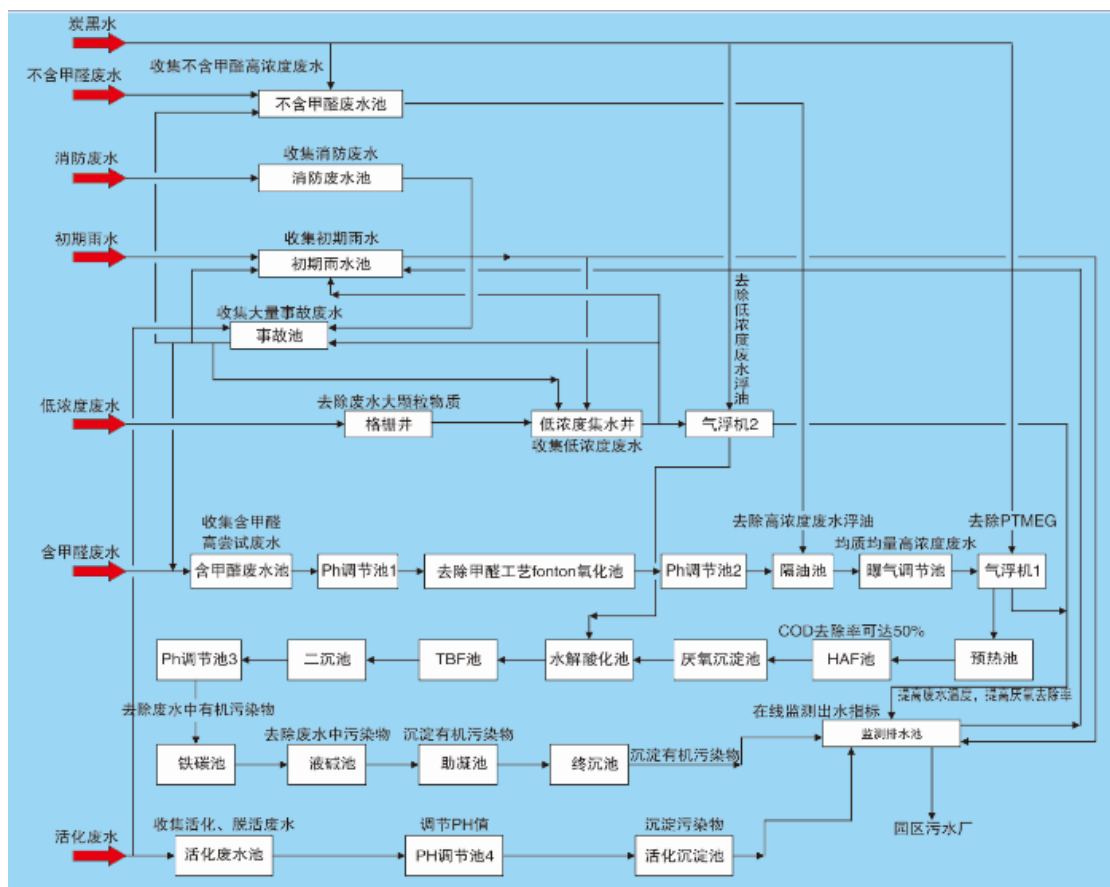 炭黑水
收集不含甲醛高浓度废水
不含甲醛废水
不含甲醛废水池
消防废水
收集消防废水
消防废水池
初期雨水
收集初期雨水
初期雨水池
去除低浓度废水浮油
收集大量事故废水
事故池
低浓度废水
去除废水大颗粒物质
格栅井
低浓度集水井
收集低浓度废水
气浮机2
收集含甲醛
高尝试废水
去除高浓度废水浮油
去除PTMEG
均质均量高浓度废水
含甲醛废水
含甲醛废水池
Ph调节池1
去除甲醛工艺fonton氧化池
Ph调节池2
隔油池
曝气调节池
气浮机1
COD去除率可达50%
Ph调节池3
二沉池
TBF池
水解酸化池
厌氧沉淀池
HAF池
预热池
提高废水温度，提高厌氧去除率
去除废水中有机污染物
在线监测出水指标
去除废水中污染物
沉淀有机污染物
监测排水池
铁碳池
液碱池
助凝池
终沉池
沉淀有机污染物
园区污水厂
收集活化、脱活废水
调节PH值
沉淀污染物
活化废水
活化废水池
PH调节池4
活化沉淀池